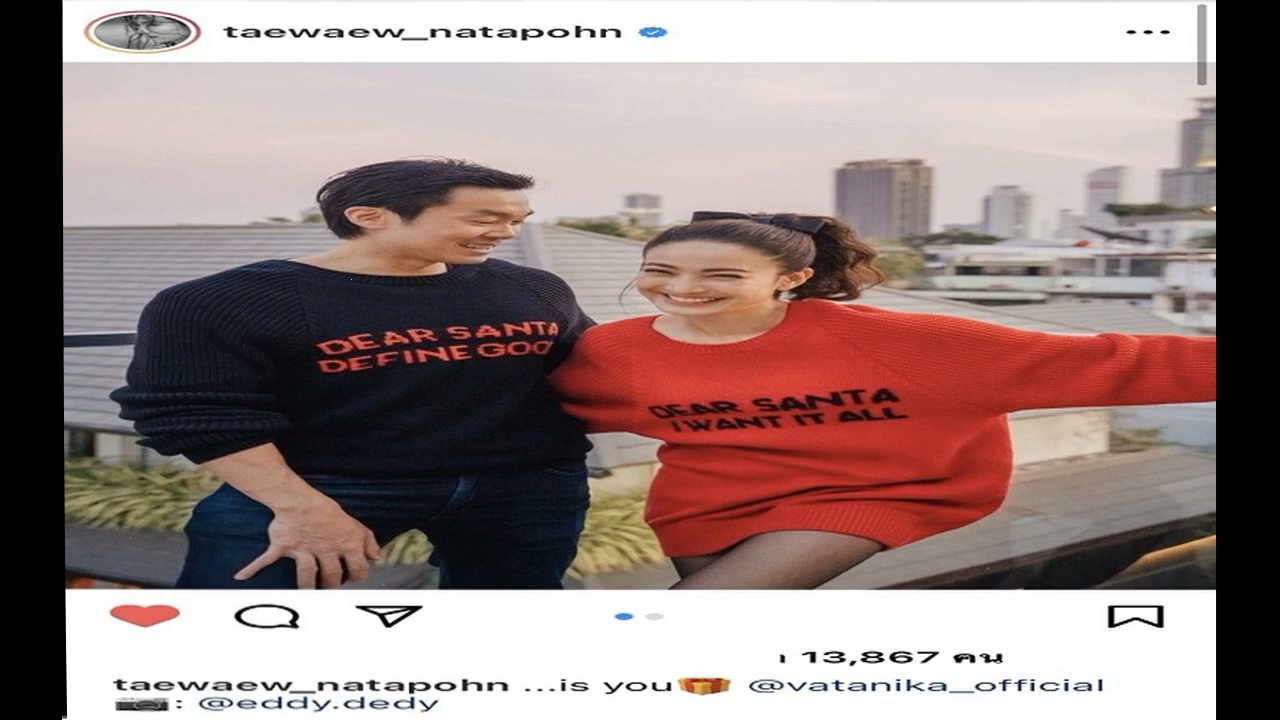 taewaew_natapohn
DEAR SANTA
DEFINE GOO
DEAR SANTA
I WANT IT ALL
13,867 คน
taewaew_natapohn ...is you🎁 @vatanika_official
📷: @eddy.dedy